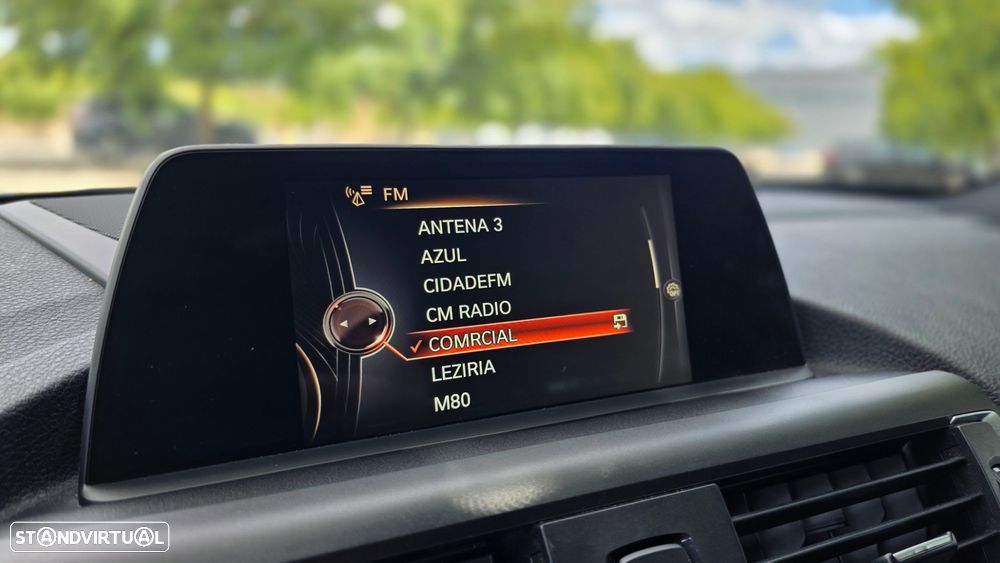 FM
ANTENA 3
AZUL
CIDADEFM
CM RADIO
COMRCIAL
LEZIRIA
M80
STANDVIRTUAL